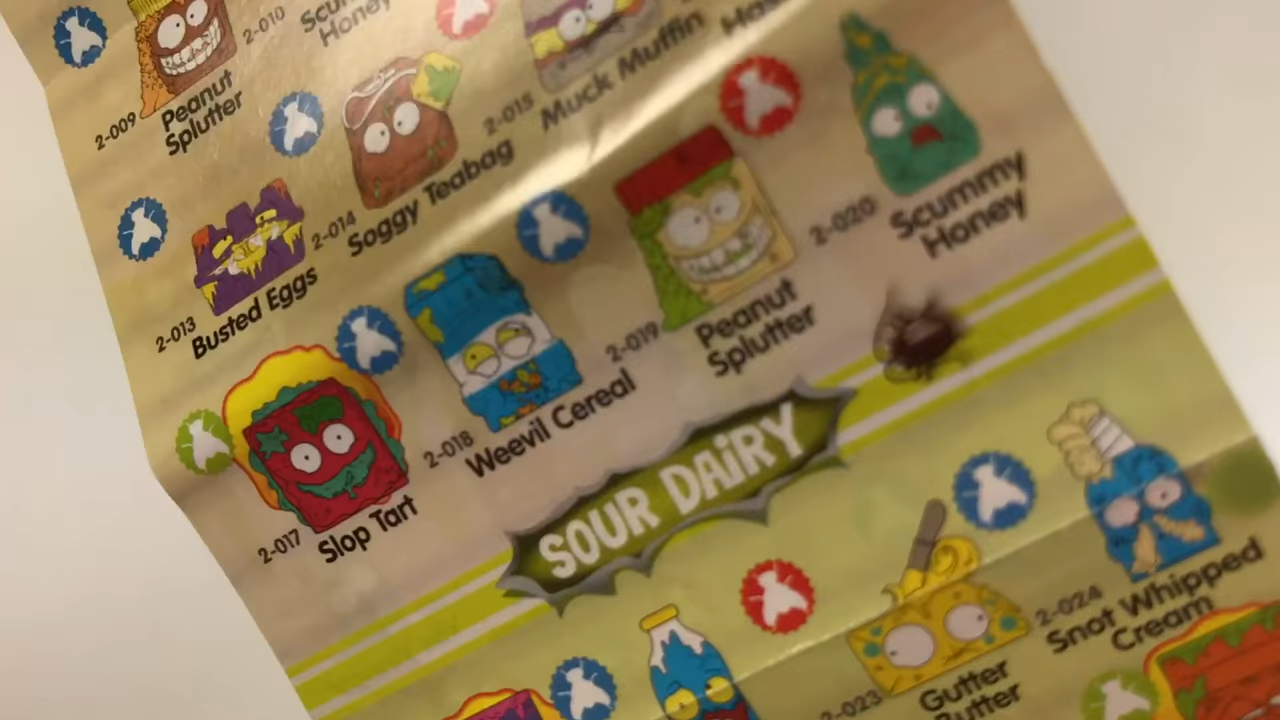 2-009
Peanut
Splutter
2-010
Honey
2-013
Busted Eggs
2-014
Soggy Teabag
2-015
Muck Muffin
2-017
Slop Tart
2-018
Weevil Cereal
2-019
Peanut
Splutter
2-020
Scummy
Honey
SOUR DAiRY
2-023
Gutter
Butter
2-024
Snot Whipped
Cream